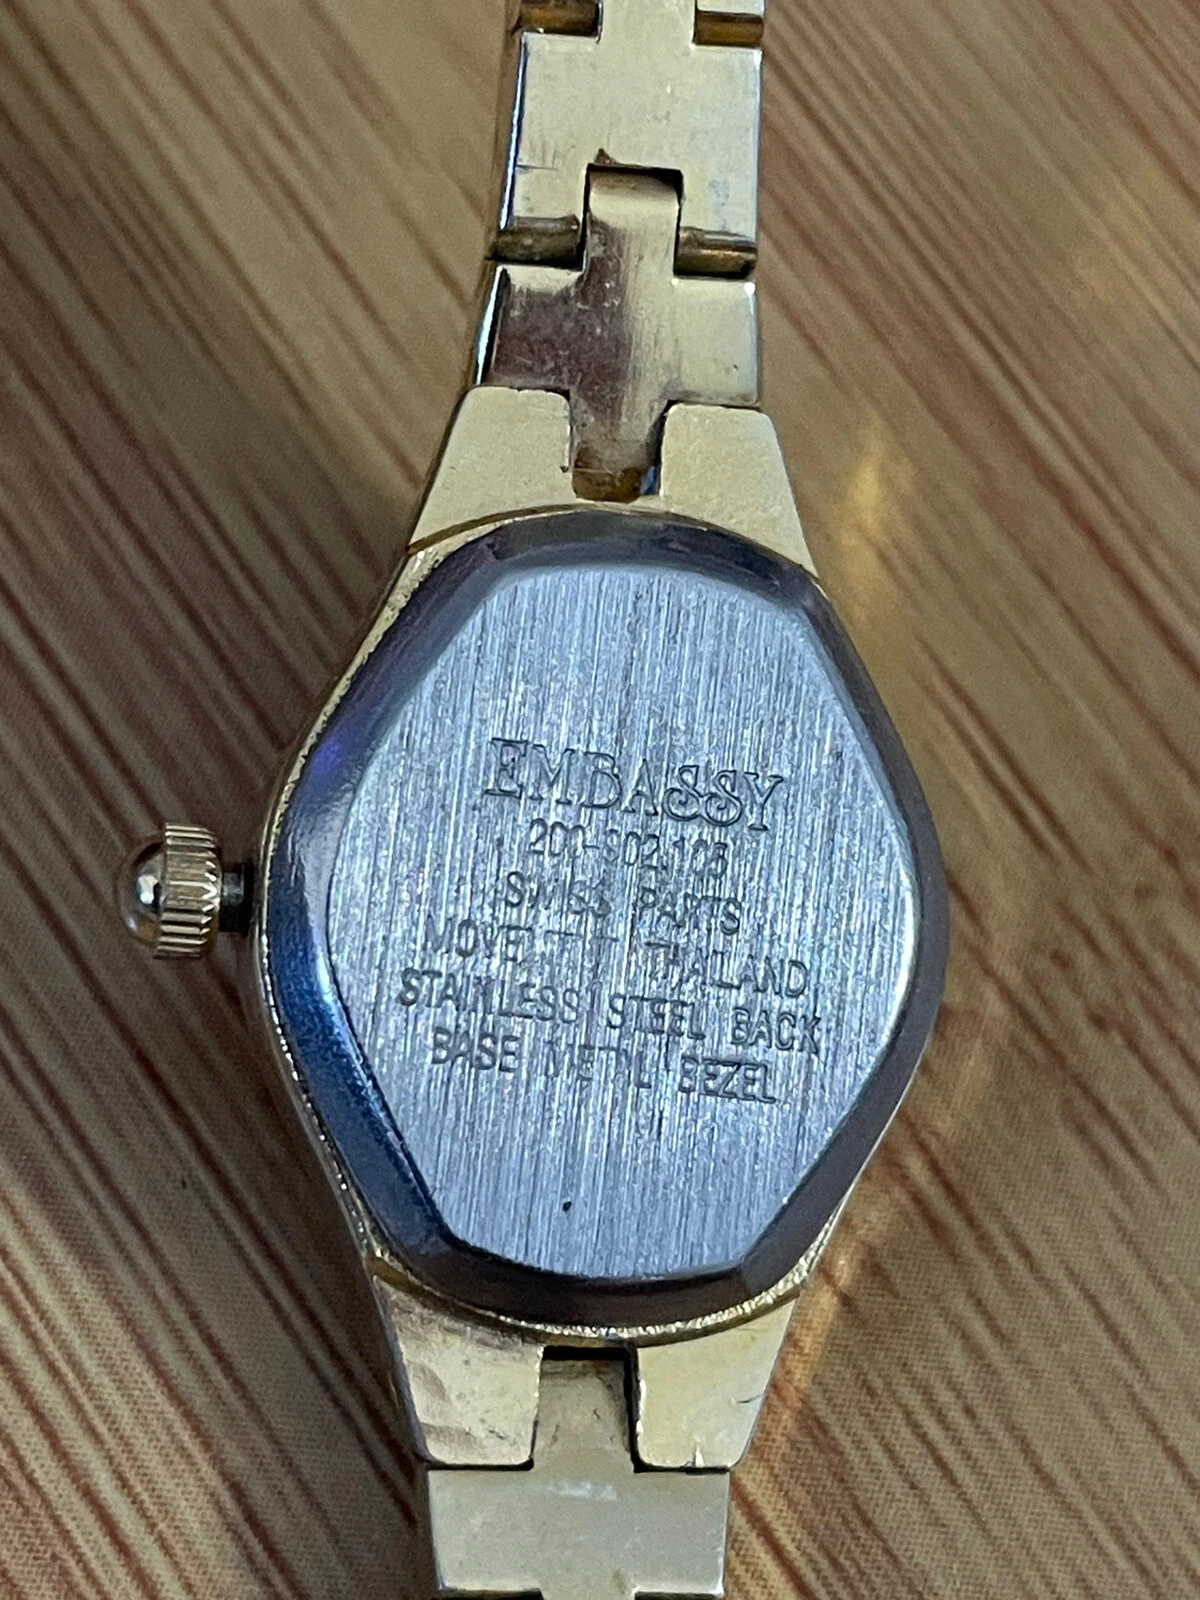 EMBASSY
SWISS PARTS
THAILAND
STAINLESS STEEL BACK
BASE METAL BEZEL